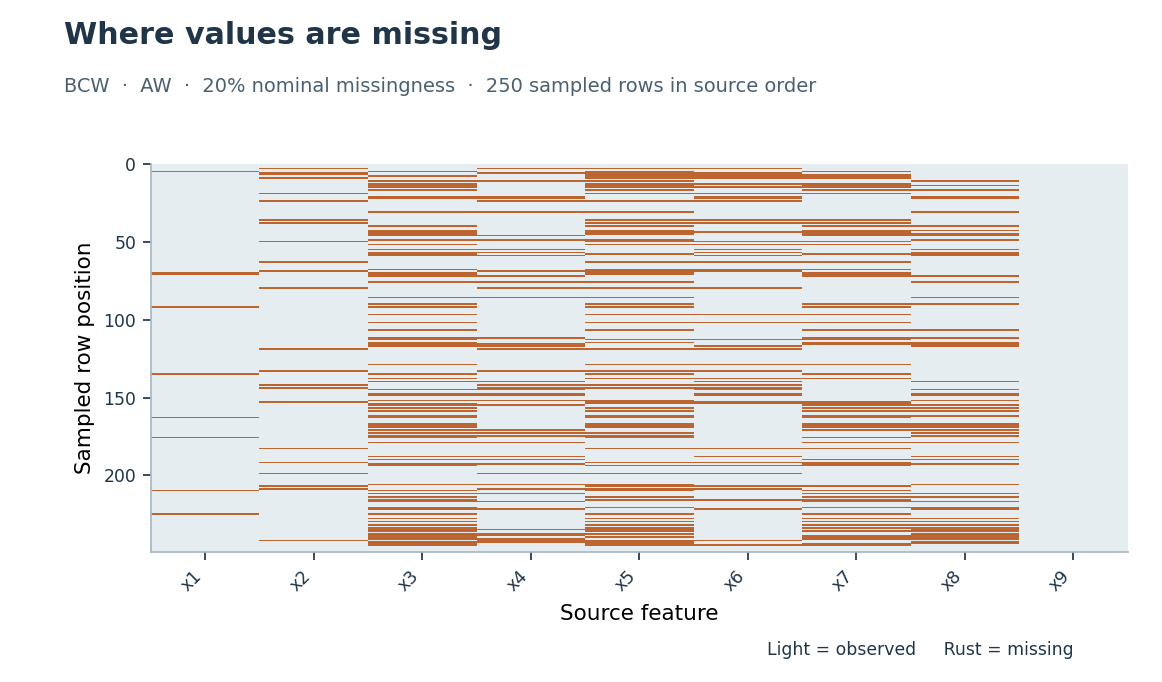 Where values are missing
BCW · AW · 20% nominal missingness · 250 sampled rows in source order
0
50
100
150
200
Sampled row position
x1 x2 x3 x4 x5 x6 x7 x8 x9
Source feature
Light = observed Rust = missing